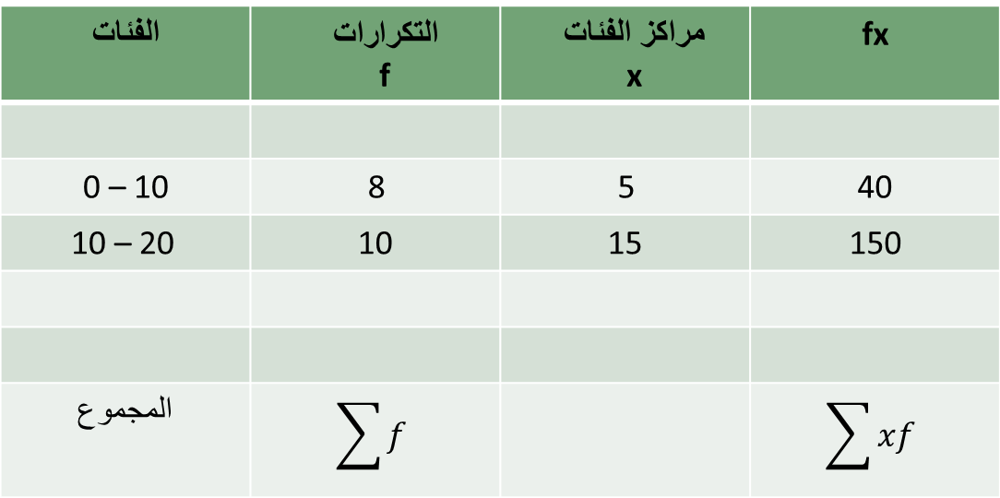 الفئات
التكرارات
f
مراكز الفئات
x
fx
0 – 10
8
5
40
10 – 20
10
15
150
المجموع
∑f
∑xf